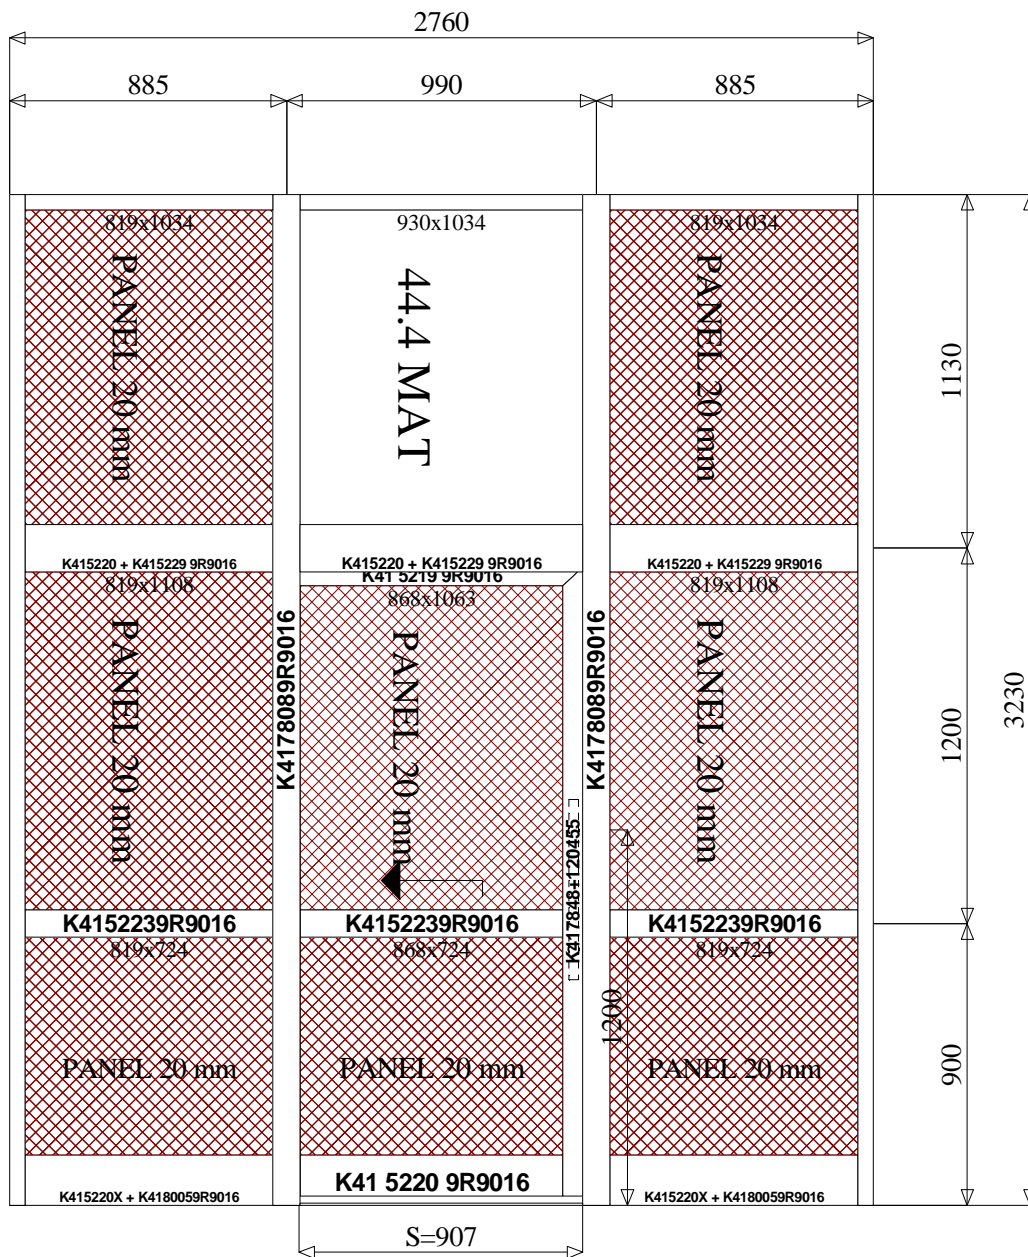 2760
885
990
885
819x1034
930x1034
819x1034
PANEL 20 mm
44.4 MAT
PANEL 20 mm
1130
K415220 + K415229 9R9016
K415220 + K415229 9R9016
K415220 + K415229 9R9016
K41 5219 9R9016
819x1108
868x1063
819x1108
PANEL 20 mm
K4178089R9016
PANEL 20 mm
K4178089R9016
PANEL 20 mm
1200
3230
K417848+120455
K4152239R9016
K4152239R9016
K4152239R9016
819x724
868x724
819x724
1200
PANEL 20 mm
PANEL 20 mm
PANEL 20 mm
900
K415220X + K4180059R9016
K41 5220 9R9016
K415220X + K4180059R9016
S=907